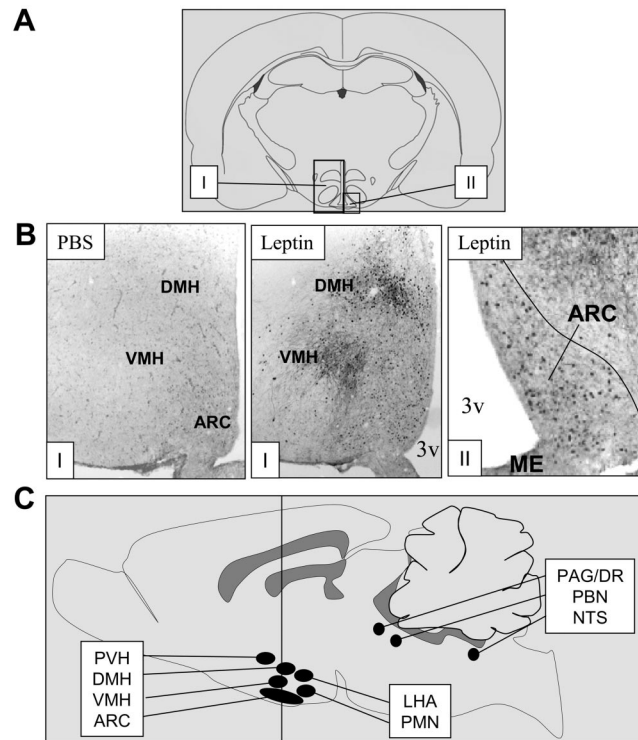 A
I
II
B
PBS
DMH
VMH
ARC
I
Leptin
DMH
VMH
3v
I
Leptin
ARC
3v
ME
II
C
PVH
DMH
VMH
ARC
LHA
PMN
PAG/DR
PBN
NTS